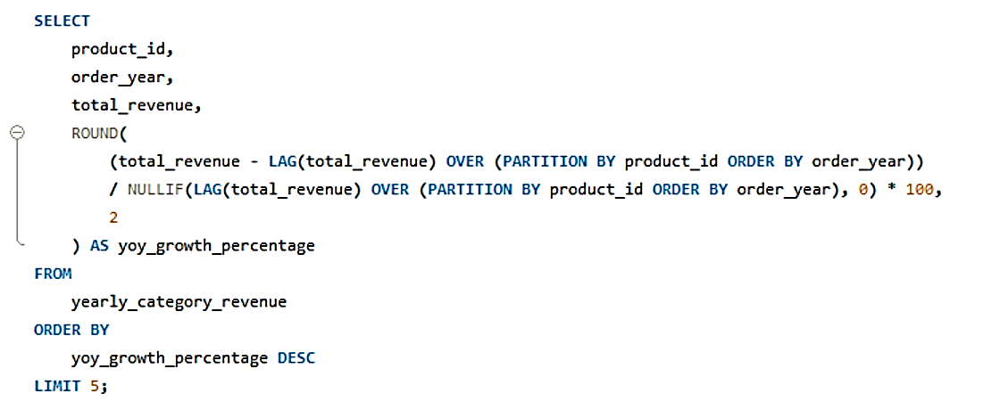 SELECT
product_id,
order_year,
total_revenue,
ROUND(
(total_revenue - LAG(total_revenue) OVER (PARTITION BY product_id ORDER BY order_year))
/ NULLIF(LAG(total_revenue) OVER (PARTITION BY product_id ORDER BY order_year), 0) * 100,
2
) AS yoy_growth_percentage
FROM
yearly_category_revenue
ORDER BY
yoy_growth_percentage DESC
LIMIT 5;